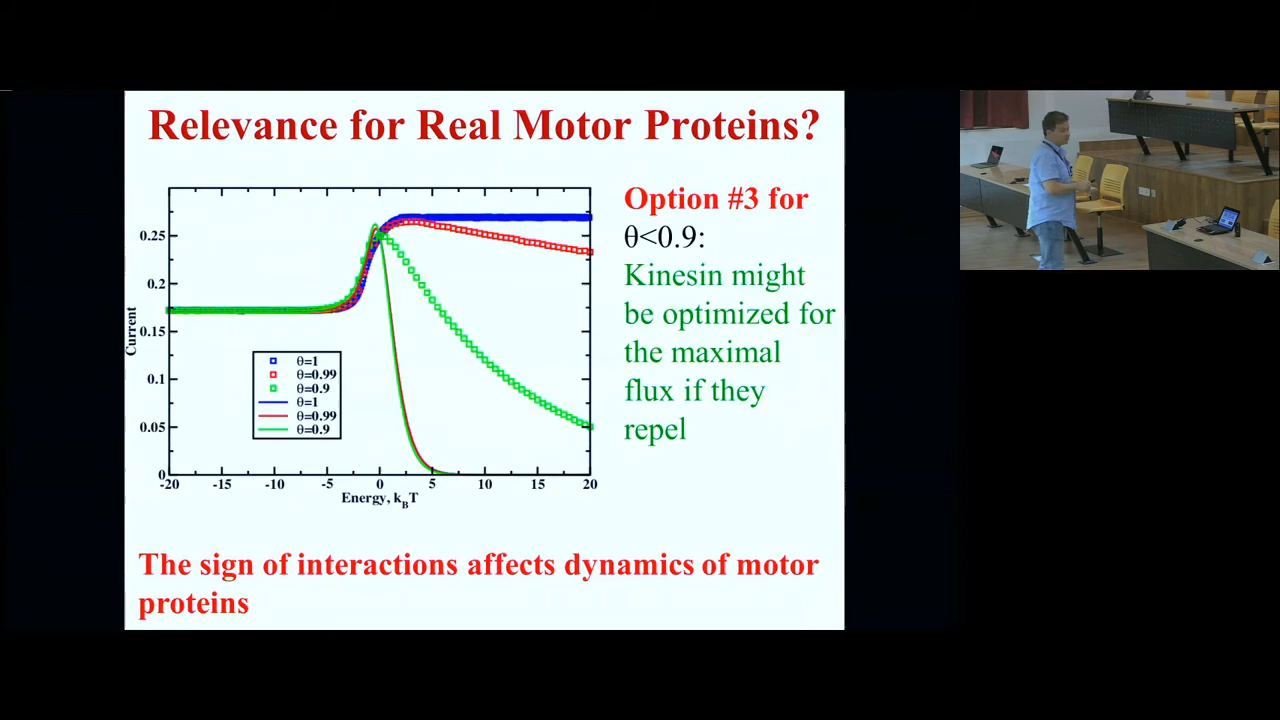 Relevance for Real Motor Proteins?
Option #3 for
θ<0.9:
Kinesin might
be optimized for
the maximal
flux if they
repel
Current
0.25
0.2
0.15
0.1
0.05
0
θ=1
θ=0.99
θ=0.9
θ=1
θ=0.99
θ=0.9
-20 -15 -10 -5 0 5 10 15 20
Energy, k_BT
The sign of interactions affects dynamics of motor
proteins